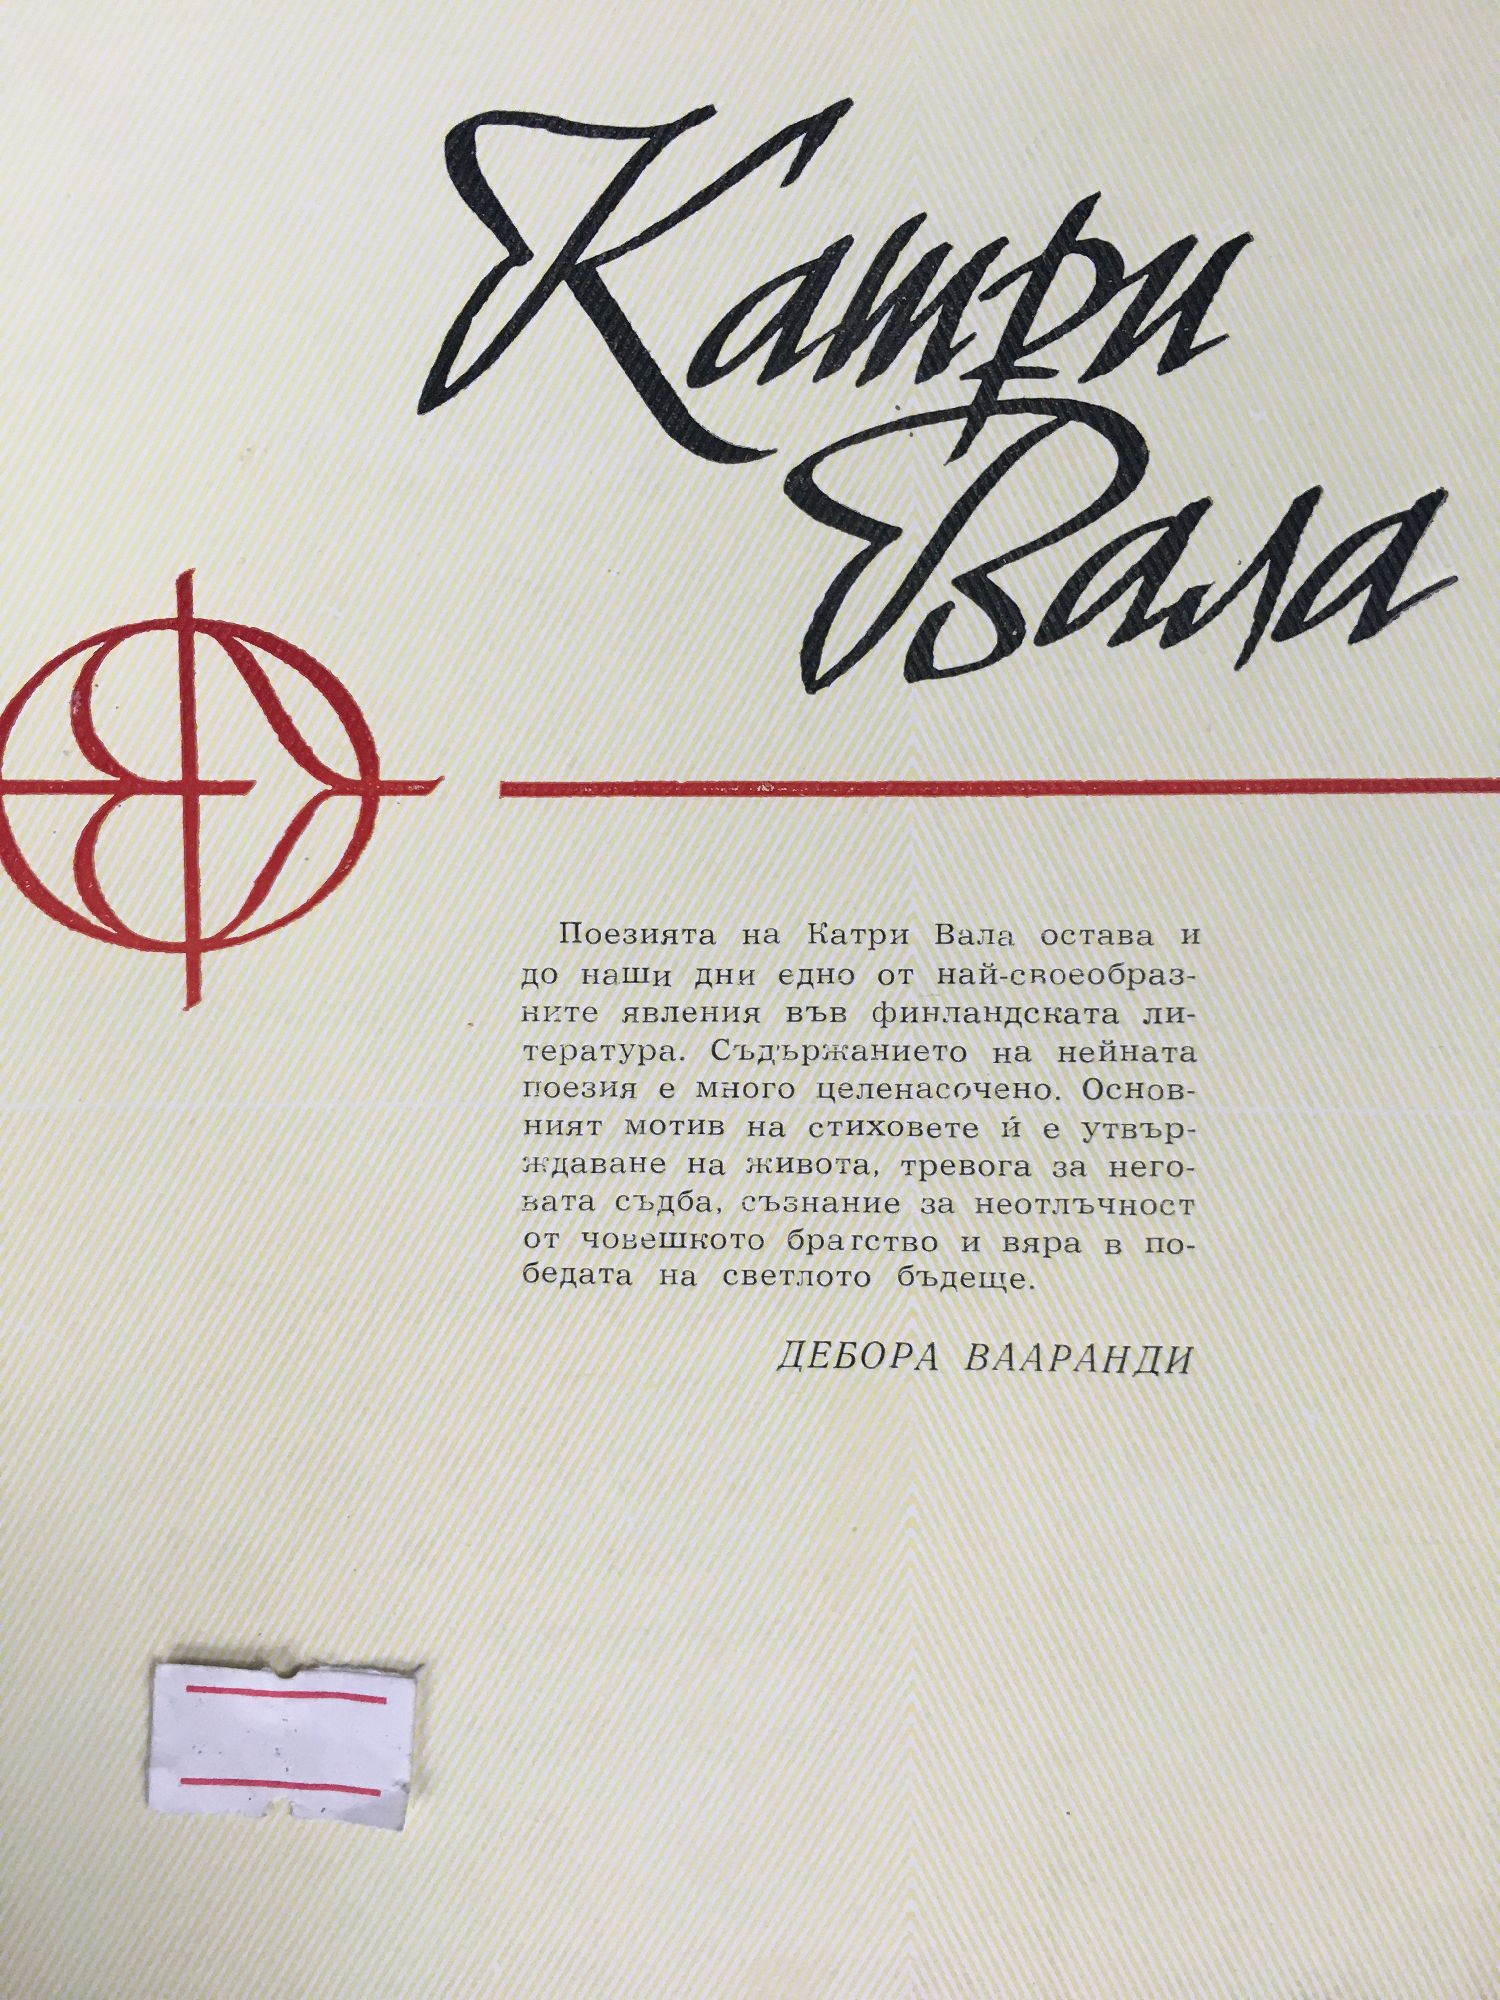 Катри
Вала
Поезията на Катри Вала остава и
до наши дни едно от най-своеобраз-
ните явления във финландската ли-
тература. Съдържанието на нейната
поезия е много целенасочено. Основ-
ният мотив на стиховете ѝ е утвър-
ждаване на живота, тревога за него-
вата съдба, съзнание за неотлъчност
от човешкото братство и вяра в по-
бедата на светлото бъдеще.
ДЕБОРА ВААРАНДИ